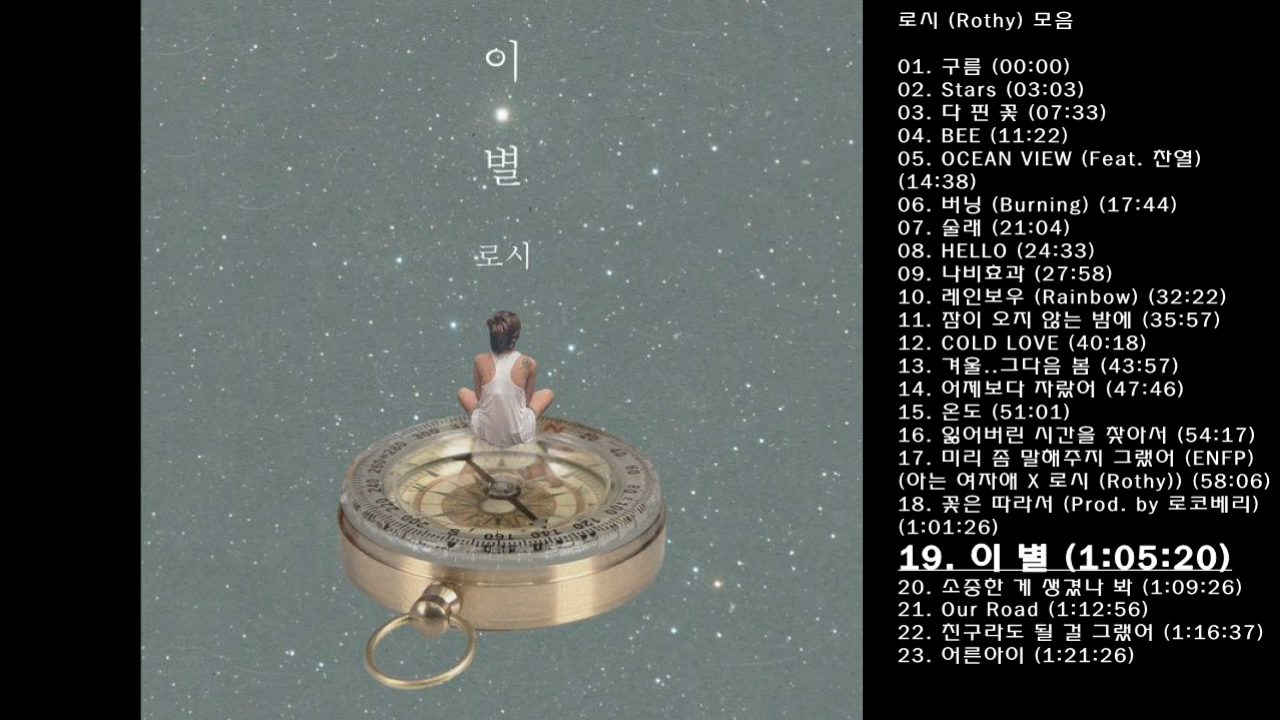 이
별
로시
로시 (Rothy) 모음
01. 구름 (00:00)
02. Stars (03:03)
03. 다 핀 꽃 (07:33)
04. BEE (11:22)
05. OCEAN VIEW (Feat. 찬열)
(14:38)
06. 버닝 (Burning) (17:44)
07. 술래 (21:04)
08. HELLO (24:33)
09. 나비효과 (27:58)
10. 레인보우 (Rainbow) (32:22)
11. 잠이 오지 않는 밤에 (35:57)
12. COLD LOVE (40:18)
13. 겨울..그다음 봄 (43:57)
14. 어제보다 자랐어 (47:46)
15. 온도 (51:01)
16. 잃어버린 시간을 찾아서 (54:17)
17. 미리 좀 말해주지 그랬어 (ENFP)
(아는 여자애 X 로시 (Rothy)) (58:06)
18. 꽃은 따라서 (Prod. by 로코베리)
(1:01:26)
19. 이 별 (1:05:20)
20. 소중한 게 생겼나 봐 (1:09:26)
21. Our Road (1:12:56)
22. 친구라도 될 걸 그랬어 (1:16:37)
23. 어른아이 (1:21:26)